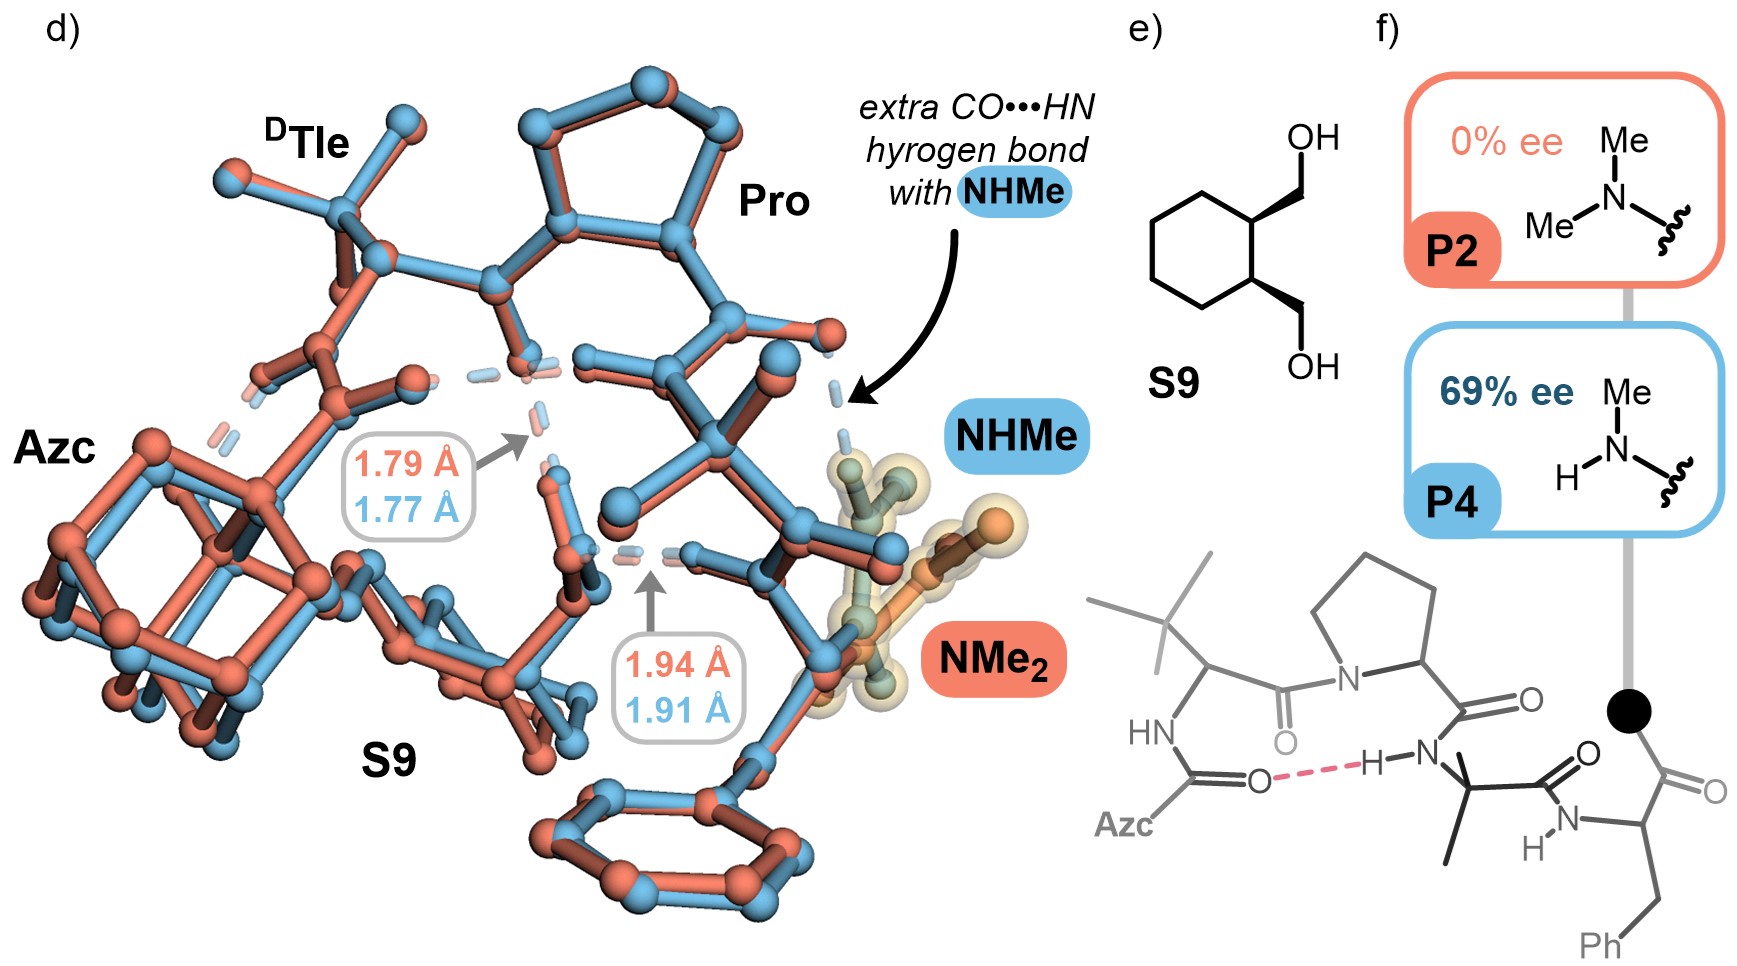 d)
DTle
Pro
extra CO•••HN
hyrogen bond
with NHMe
Azc
1.79 Å
1.77 Å
NHMe
1.94 Å
1.91 Å
NMe2
S9
e)
OH
OH
S9
f)
0% ee
Me
N
Me
P2
69% ee
Me
N
H
P4
N
O
HN
O
H
N
O
O
Azc
N
H
O
Ph